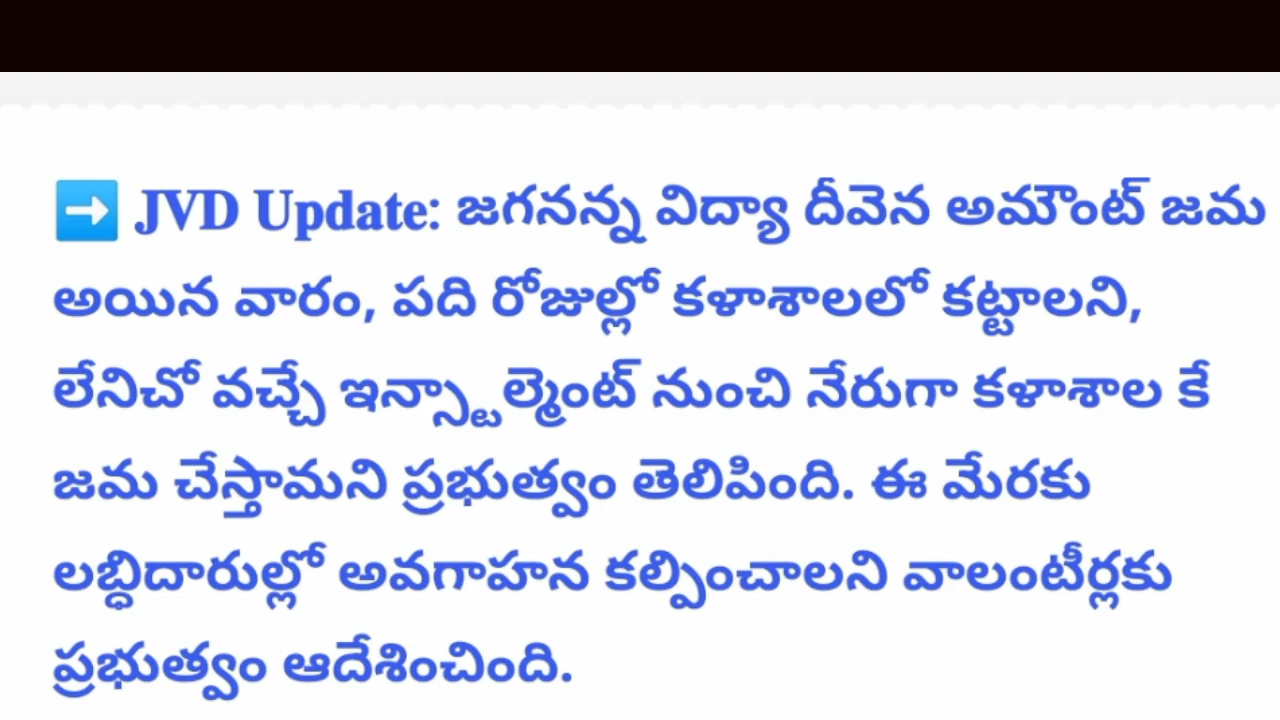 ➡️ JVD Update: జగనన్న విద్యా దీవెన అమౌంట్ జమ
అయిన వారం, పది రోజుల్లో కళాశాలలో కట్టాలని,
లేనిచో వచ్చే ఇన్స్టాల్మెంట్ నుంచి నేరుగా కళాశాల కే
జమ చేస్తామని ప్రభుత్వం తెలిపింది. ఈ మేరకు
లబ్ధిదారుల్లో అవగాహన కల్పించాలని వాలంటీర్లకు
ప్రభుత్వం ఆదేశించింది.